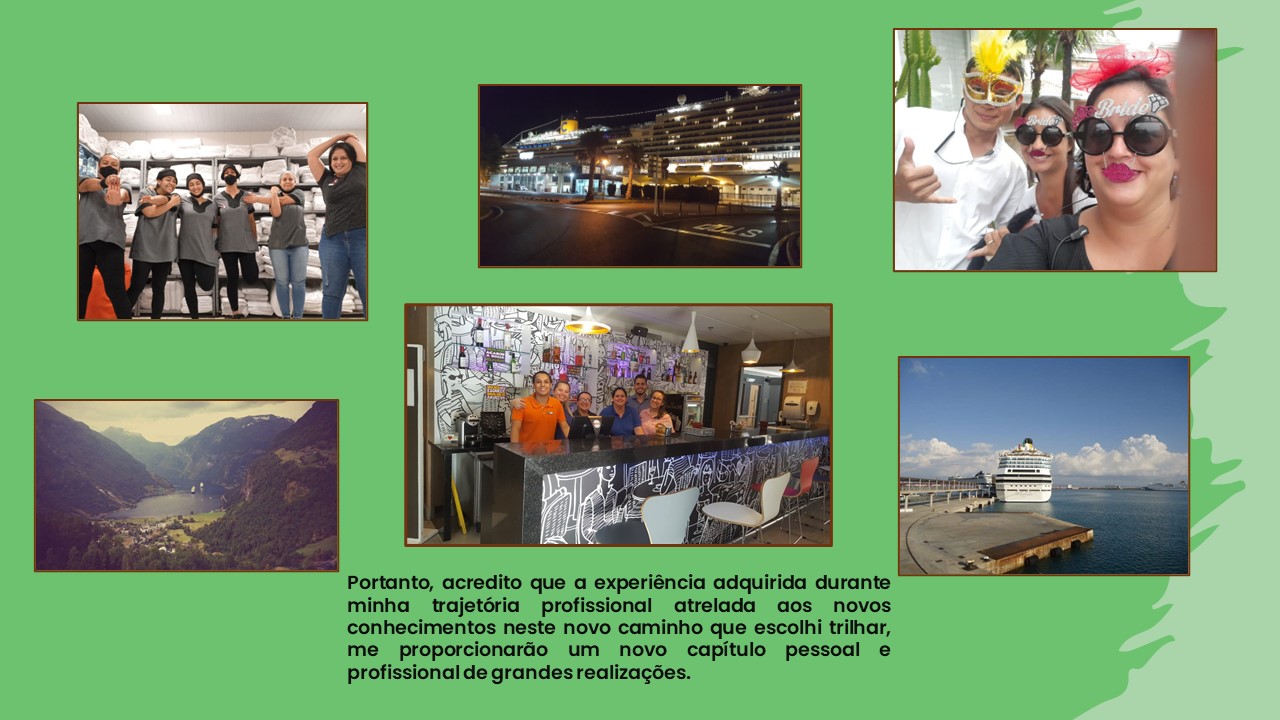 Bride
Bride
STOP
Portanto, acredito que a experiência adquirida durante
minha trajetória profissional atrelada aos novos
conhecimentos neste novo caminho que escolhi trilhar,
me proporcionarão um novo capítulo pessoal e
profissional de grandes realizações.